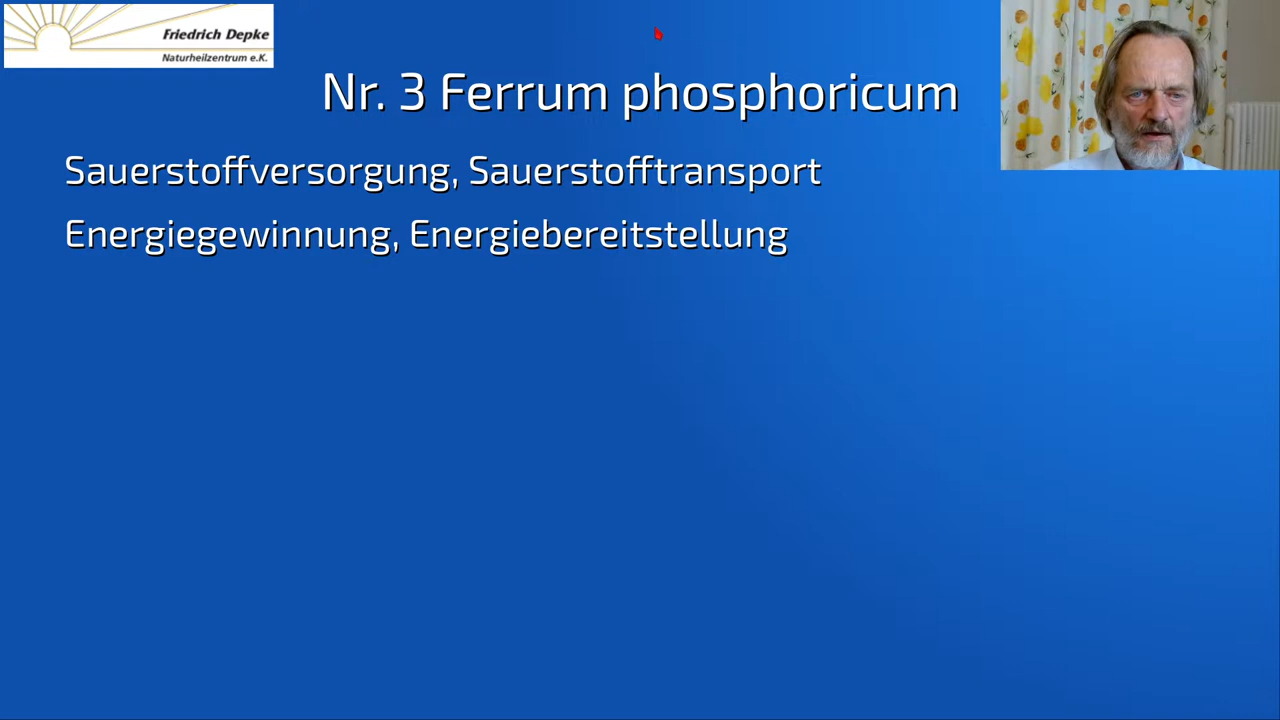 Friedrich Depke
Naturheilzentrum e.K.
Nr. 3 Ferrum phosphoricum
Sauerstoffversorgung, Sauerstofftransport
Energiegewinnung, Energiebereitstellung